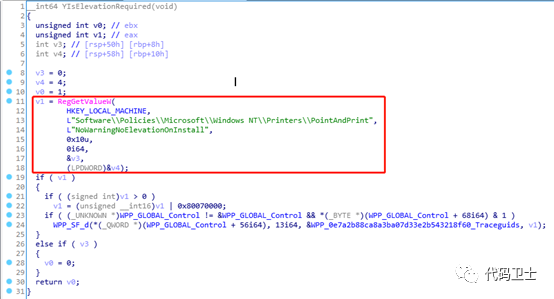 1 __int64 YIsElevationRequired(void)
2 {
3 unsigned int v0; // ebx
4 unsigned int v1; // eax
5 int v3; // [rsp+50h] [rbp+8h]
6 int v4; // [rsp+58h] [rbp+10h]
7
8 v3 = 0;
9 v4 = 4;
10 v0 = 1;
11 v1 = RegGetValueW(
12 HKEY_LOCAL_MACHINE,
13 L"Software\\Policies\\Microsoft\\Windows NT\\Printers\\PointAndPrint",
14 L"NoWarningNoElevationOnInstall",
15 0x10u,
16 0i64,
17 &v3,
18 (LPDWORD)&v4);
19 if ( v1 )
20 {
21 if ( (signed int)v1 > 0 )
22 v1 = (unsigned __int16)v1 | 0x80070000;
23 if ( (_UNKNOWN *)WPP_GLOBAL_Control != &WPP_GLOBAL_Control && *(_BYTE *)(WPP_GLOBAL_Control + 68i64) & 1 )
24 WPP_SF_d(*(_QWORD *)(WPP_GLOBAL_Control + 56i64), 13i64, &WPP_0e7a2b88ca8a3ba07d33e2b543218f60_Traceguids, v1);
25 }
26 else if ( v3 )
27 {
28 v0 = 0;
29 }
30 return v0;
31 }
代码卫士